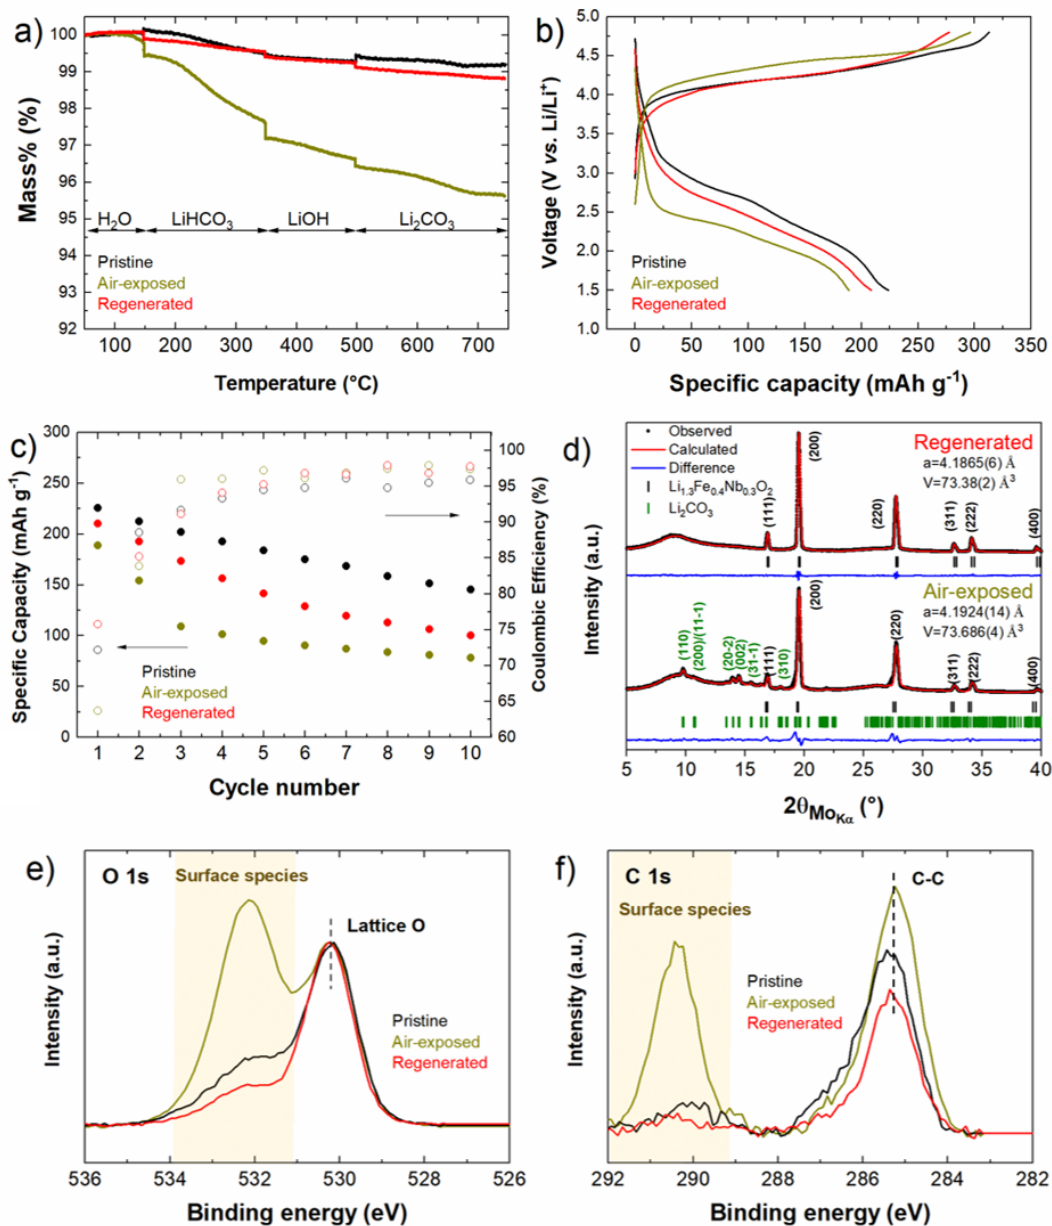 a)
100
99
98
97
96
95
94
93
92
Mass% (%)
H2O
LiHCO3
LiOH
Li2CO3
Pristine
Air-exposed
Regenerated
100 200 300 400 500 600 700
Temperature (°C)
b)
5.0
4.5
4.0
3.5
3.0
2.5
2.0
1.5
1.0
Voltage (V vs. Li/Li+)
Pristine
Air-exposed
Regenerated
0 50 100 150 200 250 300 350
Specific capacity (mAh g-1)
c)
300
250
200
150
100
50
0
Specific Capacity (mAh g-1)
100
95
90
85
80
75
70
65
60
Coulombic Efficiency (%)
Pristine
Air-exposed
Regenerated
1 2 3 4 5 6 7 8 9 10
Cycle number
d)
Observed
Calculated
Difference
Li1.3Fe0.4Nb0.3O2
Li2CO3
Regenerated
a=4.1865(6) Å
V=73.38(2) Å3
(111)
(200)
(220)
(311)
(222)
(400)
Air-exposed
a=4.1924(14) Å
V=73.686(4) Å3
(110)
(200)/(11-1)
(20-2)
(002)
(31-1)
(111)
(310)
(200)
(220)
(311)
(222)
(400)
Intensity (a.u.)
5 10 15 20 25 30 35 40
2θMoKα (°)
e)
O 1s
Surface species
Lattice O
Pristine
Air-exposed
Regenerated
Intensity (a.u.)
536 534 532 530 528 526
Binding energy (eV)
f)
C 1s
C-C
Surface species
Pristine
Air-exposed
Regenerated
Intensity (a.u.)
292 290 288 286 284 282
Binding energy (eV)